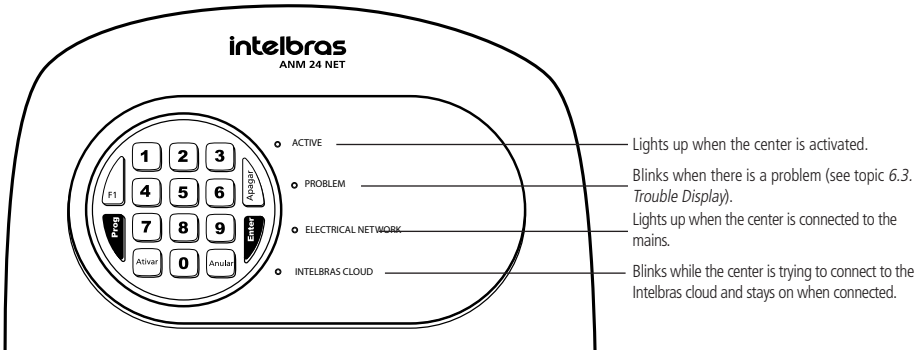 intelbras
ANM 24 NET
ACTIVE
Lights up when the center is activated.
PROBLEM
Blinks when there is a problem (see topic 6.3.
Trouble Display).
ELECTRICAL NETWORK
Lights up when the center is connected to the
mains.
INTELBRAS CLOUD
Blinks while the center is trying to connect to the
Intelbras cloud and stays on when connected.
1 2 3
F1 4 5 6 Apagar
Prog 7 8 9 Enter
Ativar 0 Anular